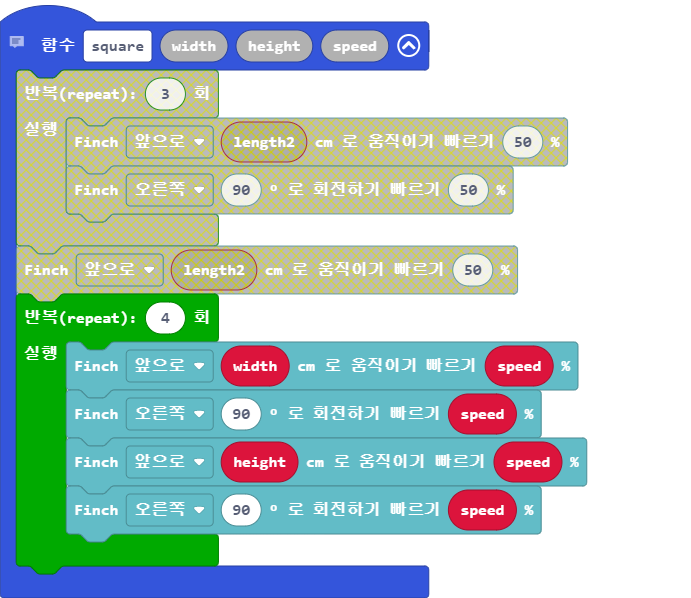 함수 square width height speed
반복(repeat): 3 회
실행 Finch 앞으로 length2 cm 로 움직이기 빠르기 50 %
Finch 오른쪽 90 º 로 회전하기 빠르기 50 %
Finch 앞으로 length2 cm 로 움직이기 빠르기 50 %
반복(repeat): 4 회
실행 Finch 앞으로 width cm 로 움직이기 빠르기 speed %
Finch 오른쪽 90 º 로 회전하기 빠르기 speed %
Finch 앞으로 height cm 로 움직이기 빠르기 speed %
Finch 오른쪽 90 º 로 회전하기 빠르기 speed %